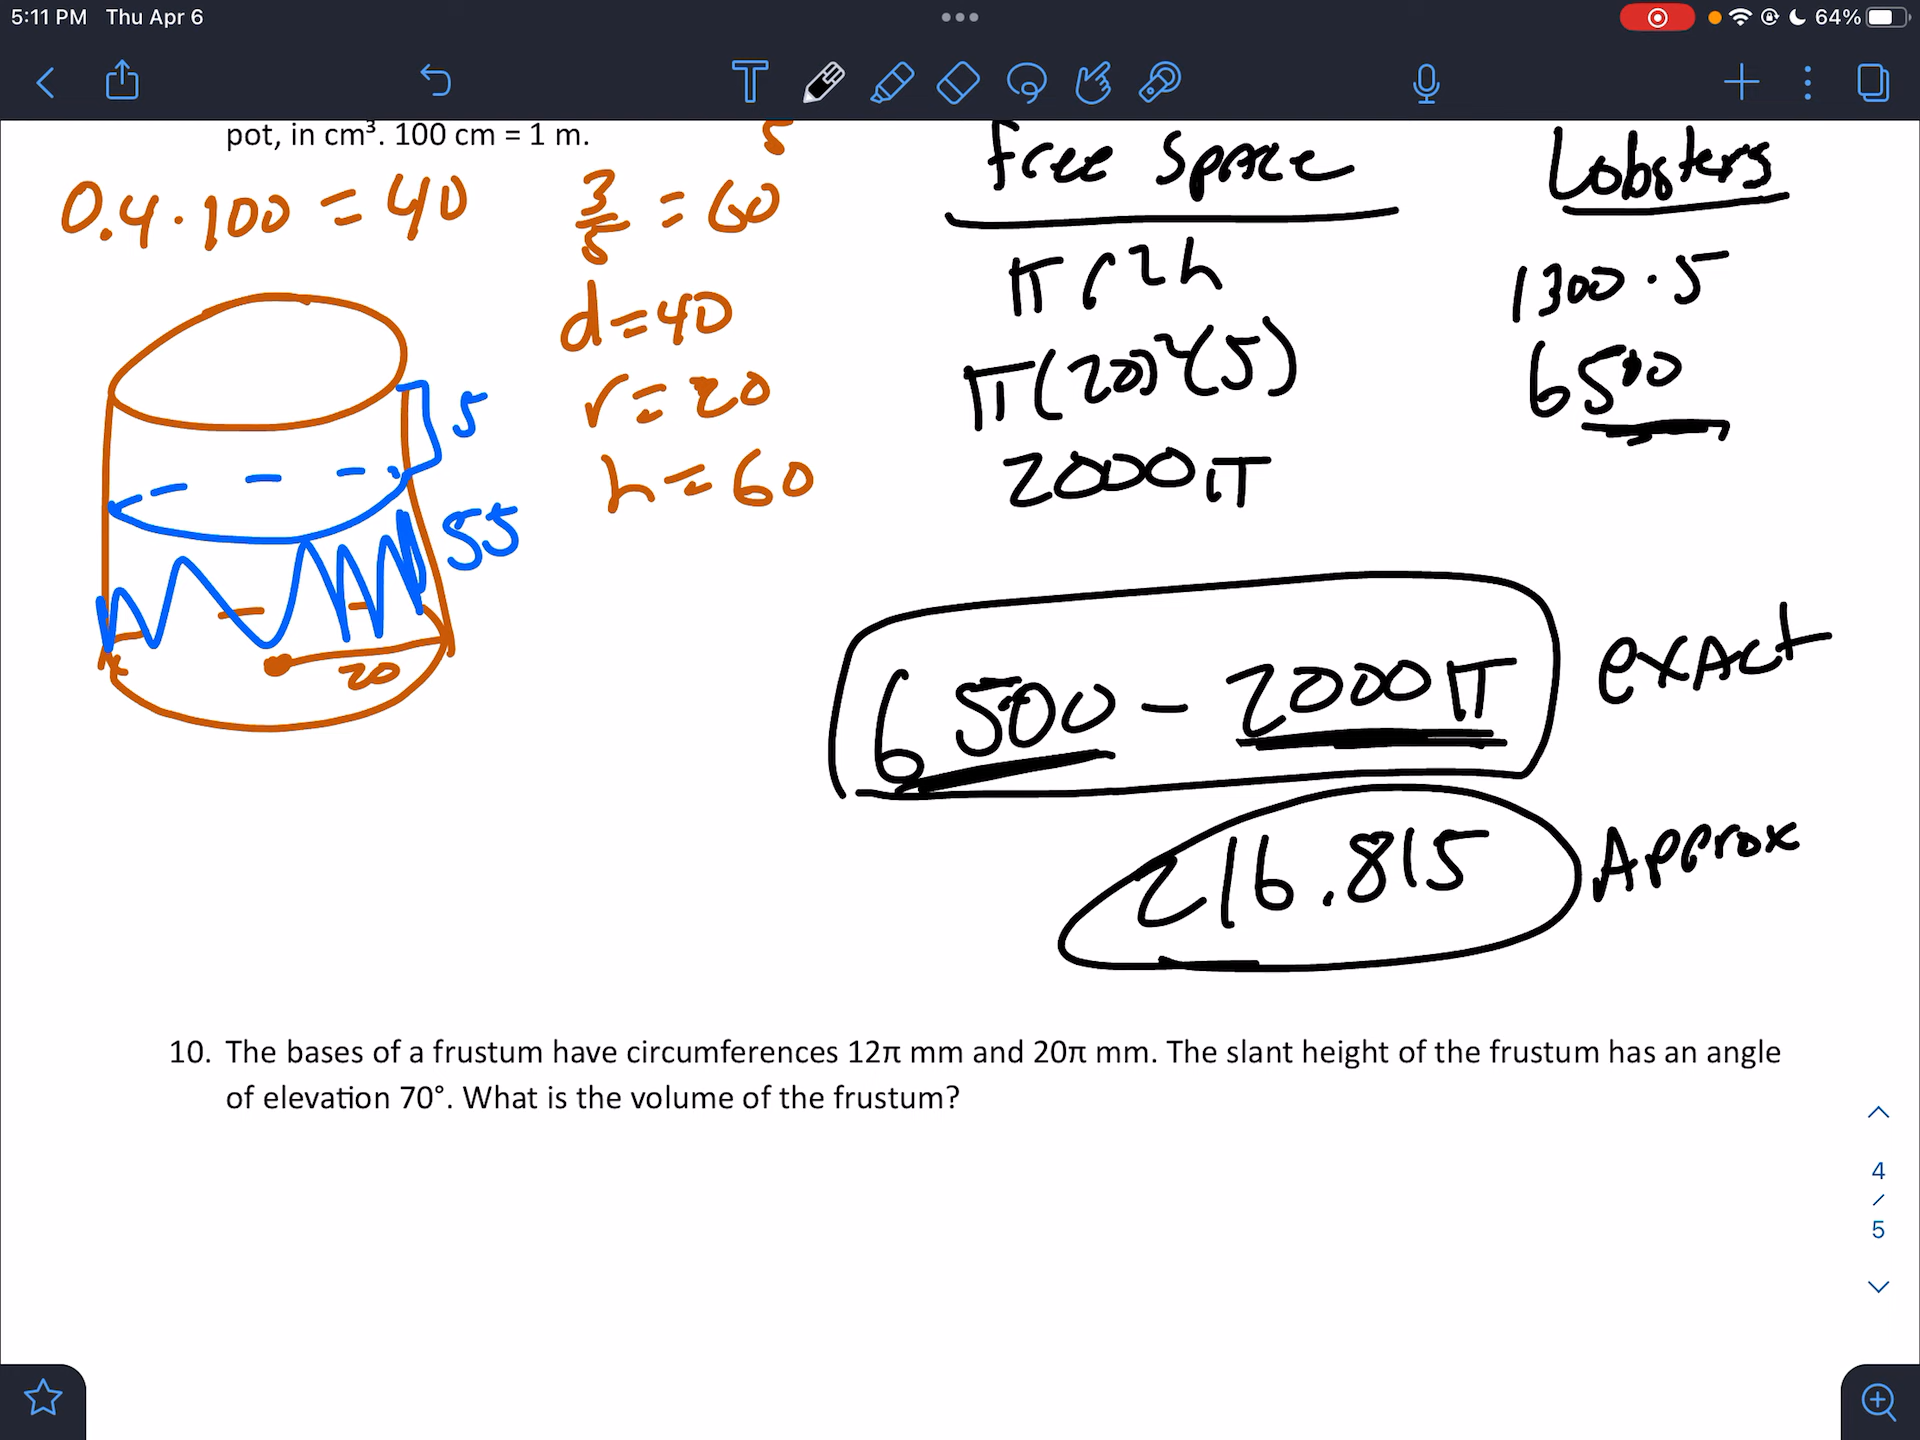 5:11 PM Thu Apr 6
64%
pot, in cm³. 100 cm = 1 m.
5
0.4 · 100 = 40
3/5 = 60
d = 40
r = 20
h = 60
5
55
20
Free Space
πr²h
π(20)²(5)
2000π
Lobsters
1300 · 5
6500
6500 - 2000π
exact
216.815
Approx
10. The bases of a frustum have circumferences 12π mm and 20π mm. The slant height of the frustum has an angle
of elevation 70°. What is the volume of the frustum?
4
/
5